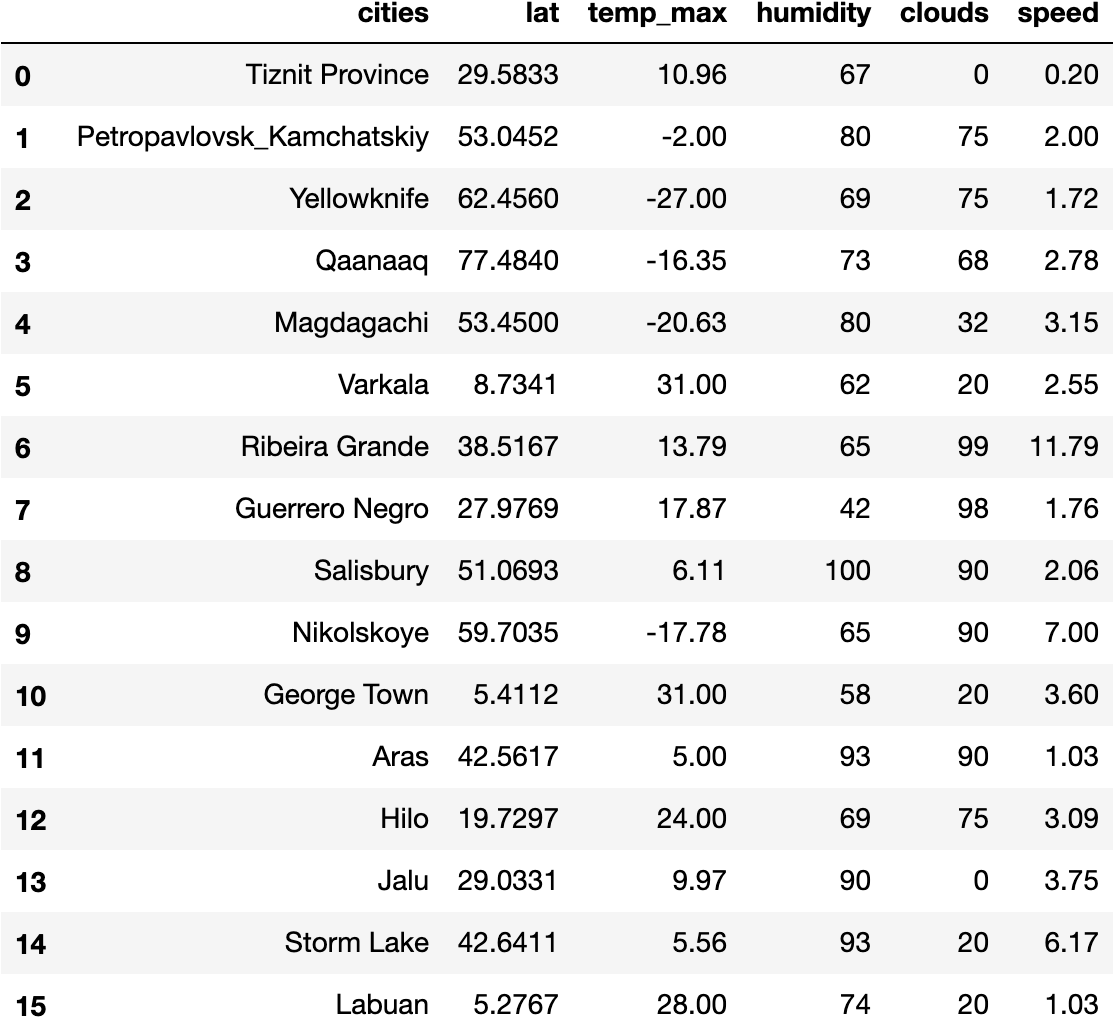 cities lat temp_max humidity clouds speed
0 Tiznit Province 29.5833 10.96 67 0 0.20
1 Petropavlovsk_Kamchatskiy 53.0452 -2.00 80 75 2.00
2 Yellowknife 62.4560 -27.00 69 75 1.72
3 Qaanaaq 77.4840 -16.35 73 68 2.78
4 Magdagachi 53.4500 -20.63 80 32 3.15
5 Varkala 8.7341 31.00 62 20 2.55
6 Ribeira Grande 38.5167 13.79 65 99 11.79
7 Guerrero Negro 27.9769 17.87 42 98 1.76
8 Salisbury 51.0693 6.11 100 90 2.06
9 Nikolskoye 59.7035 -17.78 65 90 7.00
10 George Town 5.4112 31.00 58 20 3.60
11 Aras 42.5617 5.00 93 90 1.03
12 Hilo 19.7297 24.00 69 75 3.09
13 Jalu 29.0331 9.97 90 0 3.75
14 Storm Lake 42.6411 5.56 93 20 6.17
15 Labuan 5.2767 28.00 74 20 1.03